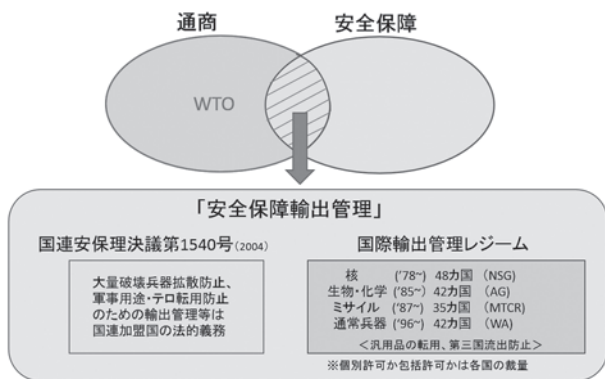 通商
安全保障
WTO
「安全保障輸出管理」
国連安保理決議第1540号(2004)
大量破壊兵器拡散防止、
軍事用途・テロ転用防止
のための輸出管理等は
国連加盟国の法的義務
国際輸出管理レジーム
核 ('78~) 48カ国 (NSG)
生物・化学 ('85~) 42カ国 (AG)
ミサイル ('87~) 35カ国 (MTCR)
通常兵器 ('96~) 42カ国 (WA)
<汎用品の転用、第三国流出防止>
※個別許可か包括許可かは各国の裁量